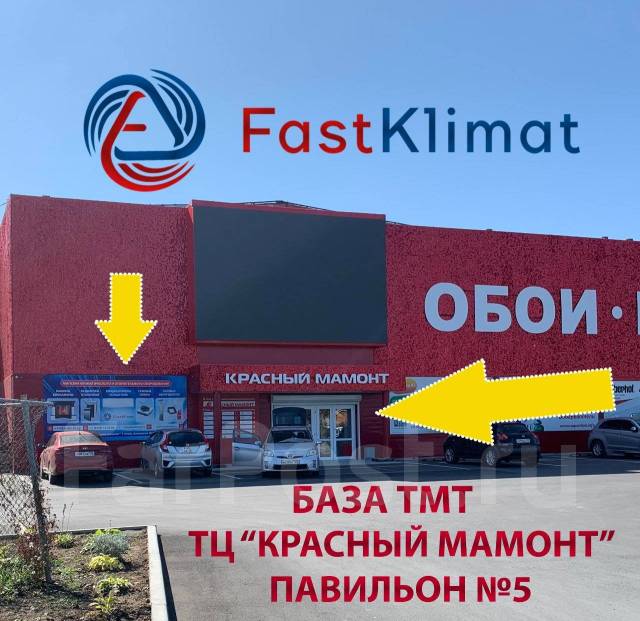 FastKlimat
ОБОИ ·
КРАСНЫЙ МАМОНТ
БАЗА ТМТ
ТЦ “КРАСНЫЙ МАМОНТ”
ПАВИЛЬОН №5